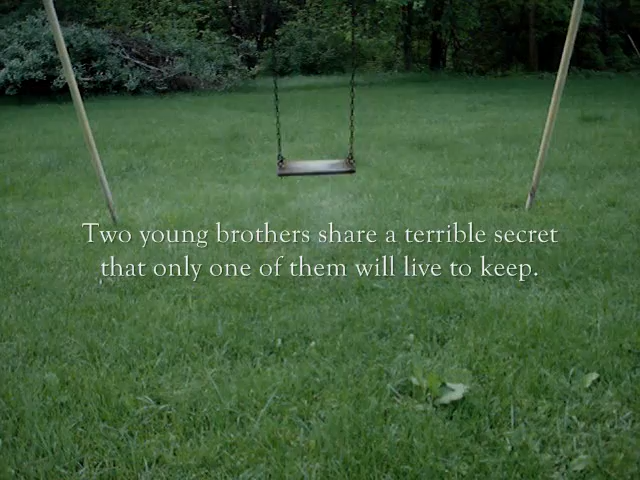 Two young brothers share a terrible secret
that only one of them will live to keep.